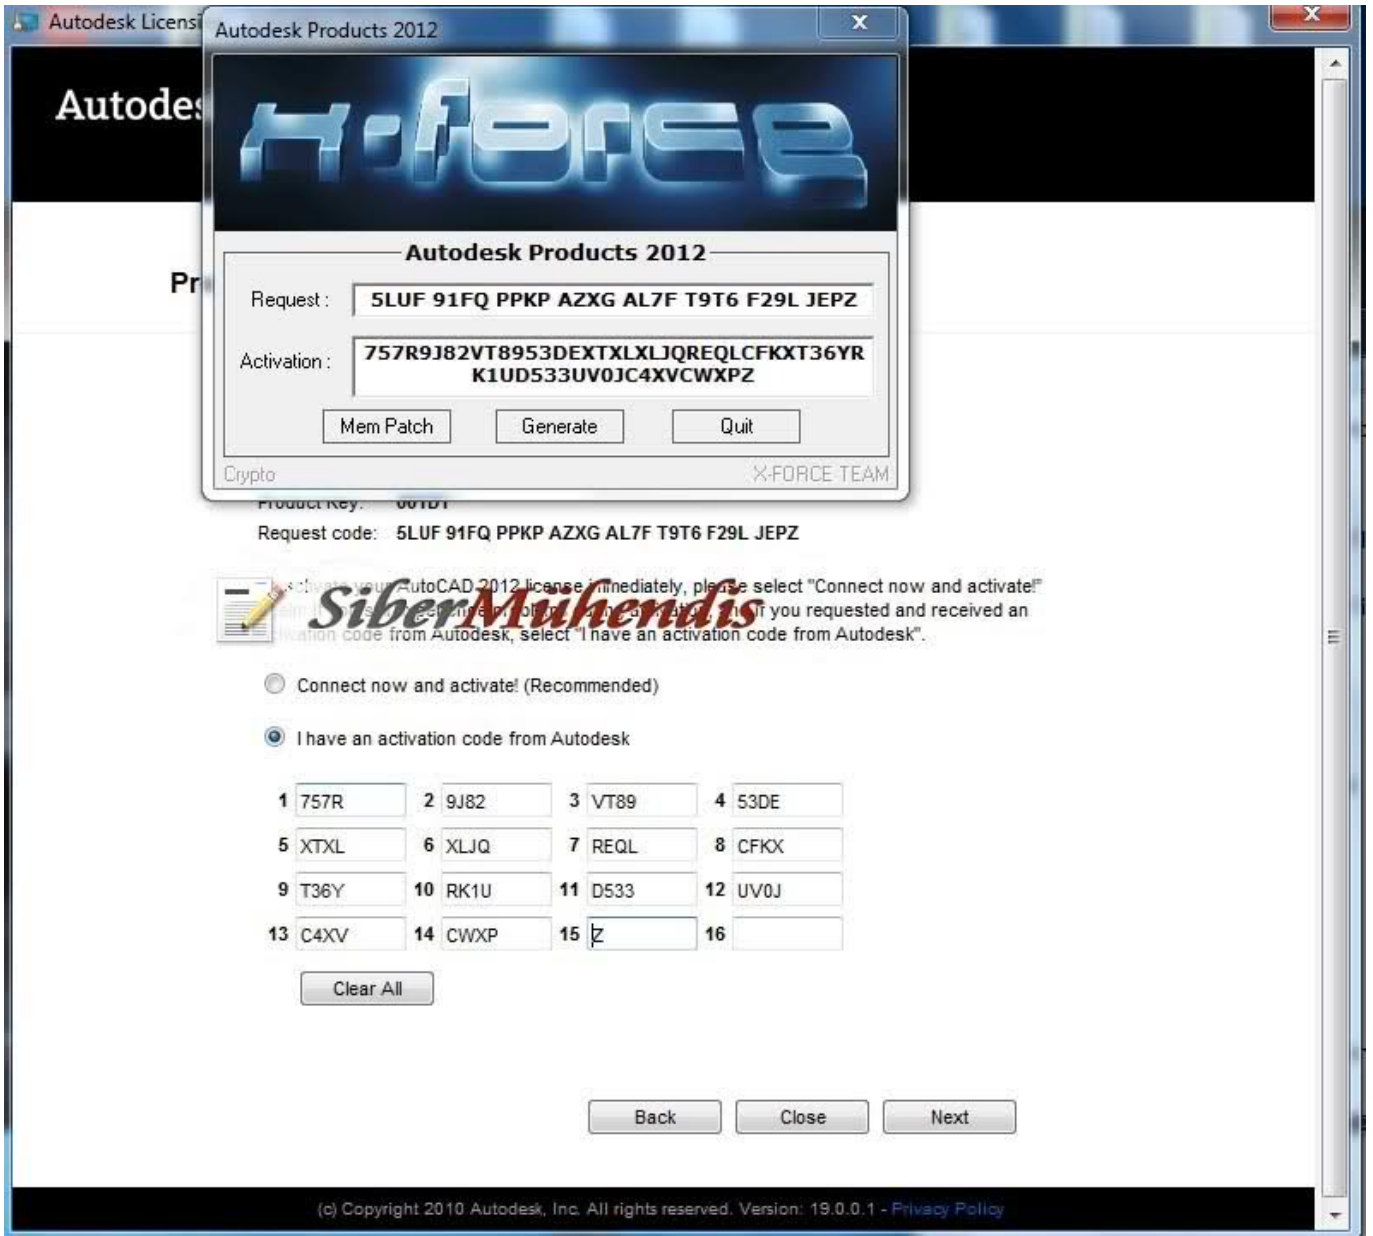 Autodesk Licensi
Autodesk Products 2012
Autodes
x-force
Autodesk Products 2012
Pr
Request :
5LUF 91FQ PPKP AZXG AL7F T9T6 F29L JEPZ
Activation :
757R9J82VT8953DEXTXLXLJQREQLCFKXT36YR
K1UD533UV0JC4XVCWXPZ
Mem Patch Generate Quit
Crypto X-FORCE TEAM
Product Key: 001D1
Request code: 5LUF 91FQ PPKP AZXG AL7F T9T6 F29L JEPZ
activate your AutoCAD 2012 license immediately, please select "Connect now and activate!"
SiberMühendis
if you requested and received an
code from Autodesk, select "I have an activation code from Autodesk".
Connect now and activate! (Recommended)
I have an activation code from Autodesk
1 757R 2 9J82 3 VT89 4 53DE
5 XTXL 6 XLJQ 7 REQL 8 CFKX
9 T36Y 10 RK1U 11 D533 12 UV0J
13 C4XV 14 CWXP 15 Z 16
Clear All
Back Close Next
(c) Copyright 2010 Autodesk, Inc. All rights reserved. Version: 19.0.0.1 - Privacy Policy